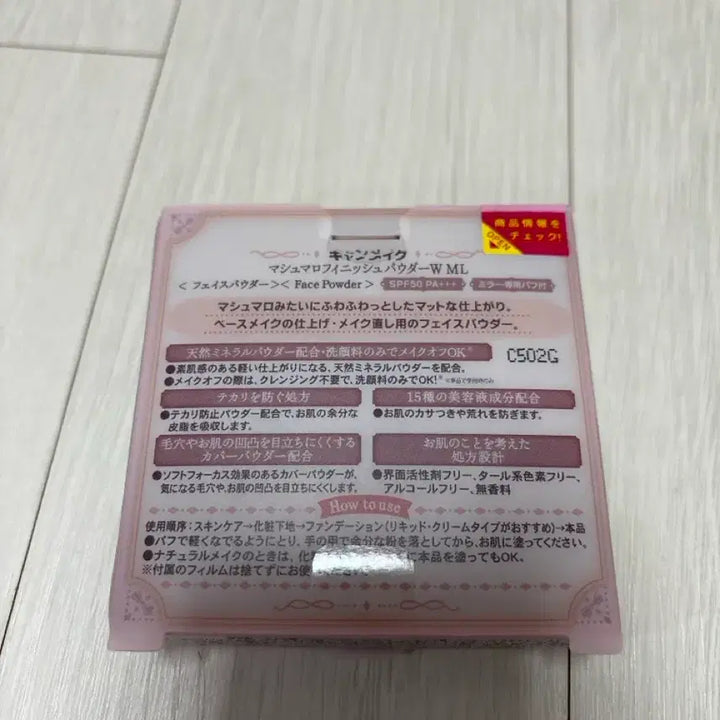 商品情報を
チェック!
OPEN
キャンメイク
マシュマロフィニッシュパウダーW ML
<フェイスパウダー><Face Powder> SPF50 PA+++ ミラー・専用パフ付
マシュマロみたいにふわふわっとしたマットな仕上がり。
ベースメイクの仕上げ・メイク直し用のフェイスパウダー。
天然ミネラルパウダー配合・洗顔料のみでメイクオフOK*
C502G
●素肌感のある軽い仕上がりになる、天然ミネラルパウダーを配合。
●メイクオフの際は、クレンジング不要で、洗顔料のみでOK!
テカリを防ぐ処方
●テカリ防止パウダー配合で、お肌の余分な
皮脂を吸収します。
15種の美容液成分配合
●お肌のカサつきや荒れを防ぎます。
毛穴やお肌の凹凸を目立ちにくくする
カバーパウダー配合
●ソフトフォーカス効果のあるカバーパウダーが、
気になる毛穴や、お肌の凹凸を目立ちにくくします。
お肌のことを考えた
処方設計
●界面活性剤フリー、タール系色素フリー、
アルコールフリー、無香料
How to use
使用順序:スキンケア→化粧下地→ファンデーション(リキッド・クリームタイプがおすすめ)→本品
●パフで軽くなでるようにとり、手の甲で余分な粉を落としてから、お肌に塗ってください。
●ナチュラルメイクのときは、化粧 に本品を塗ってもOK。
※付属のフィルムは捨てずにお使いください。